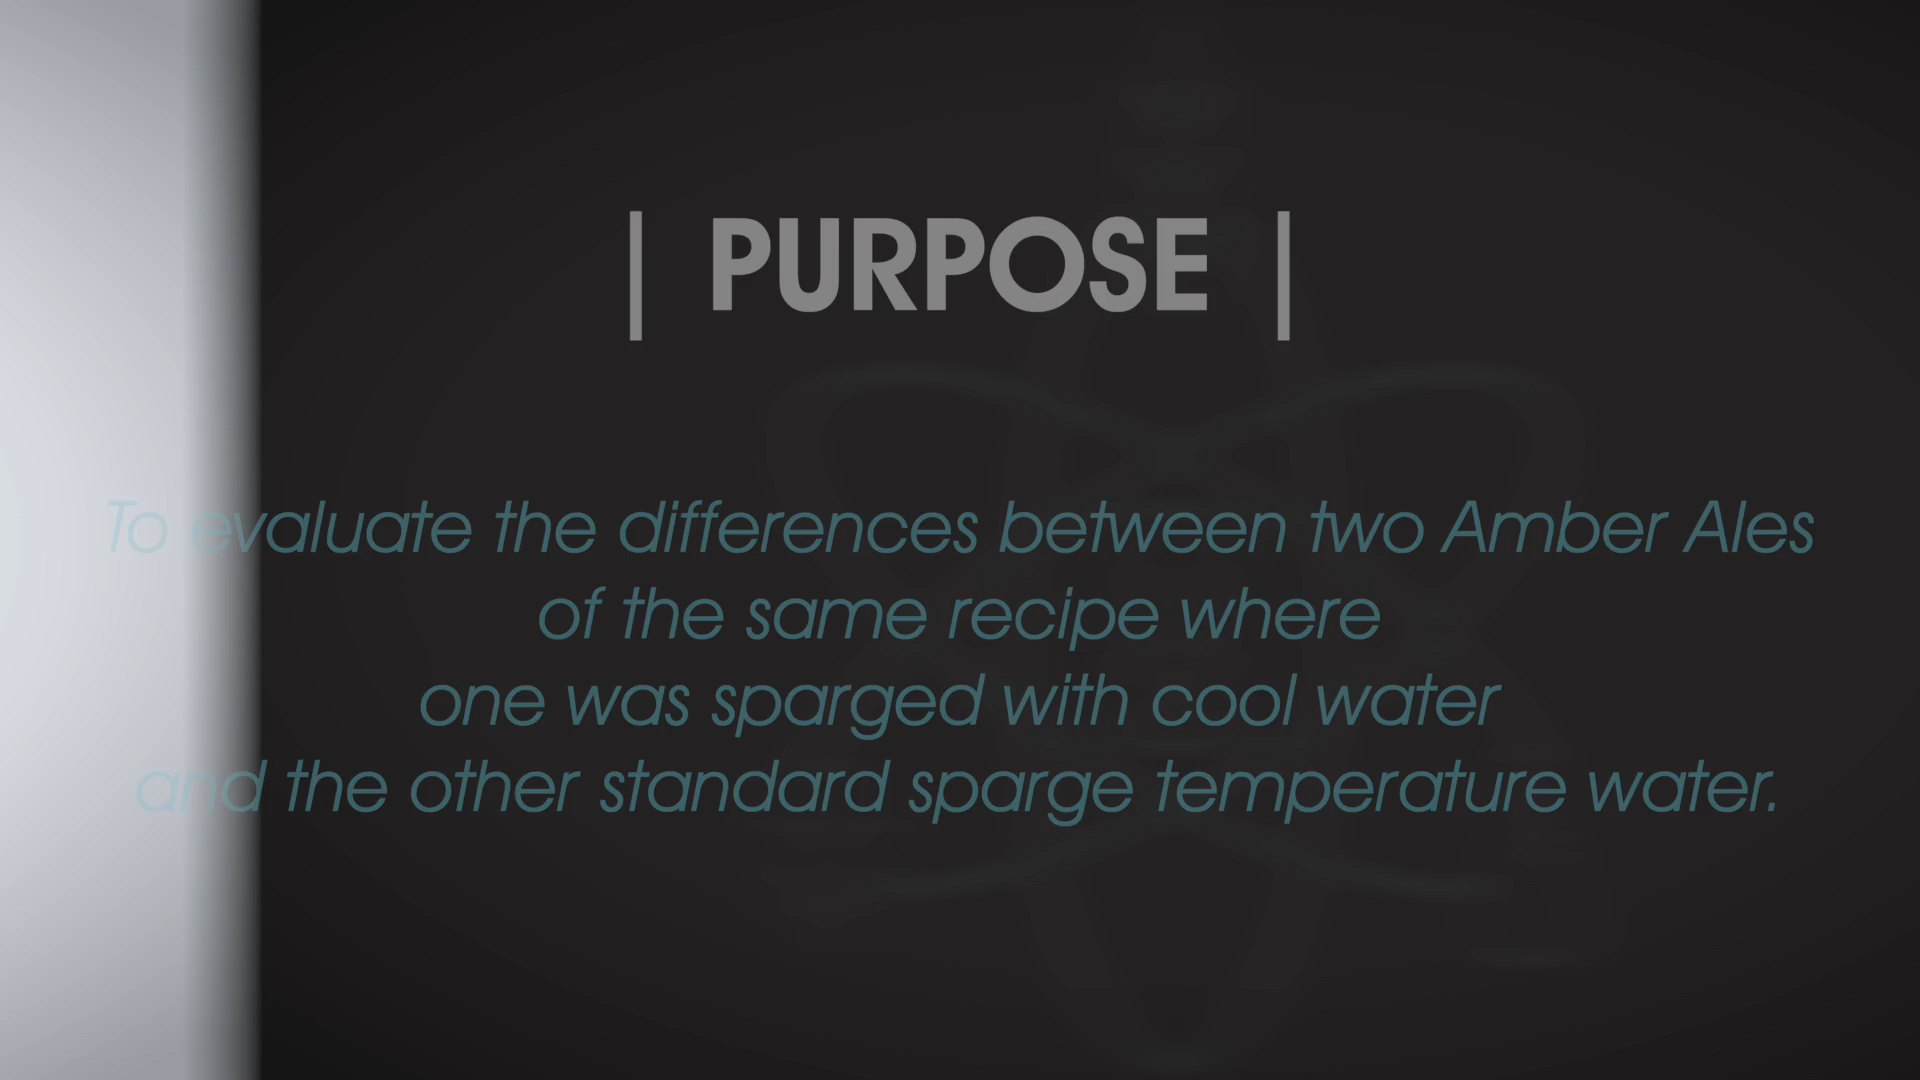 | PURPOSE |
To evaluate the differences between two Amber Ales
of the same recipe where
one was sparged with cool water
and the other standard sparge temperature water.